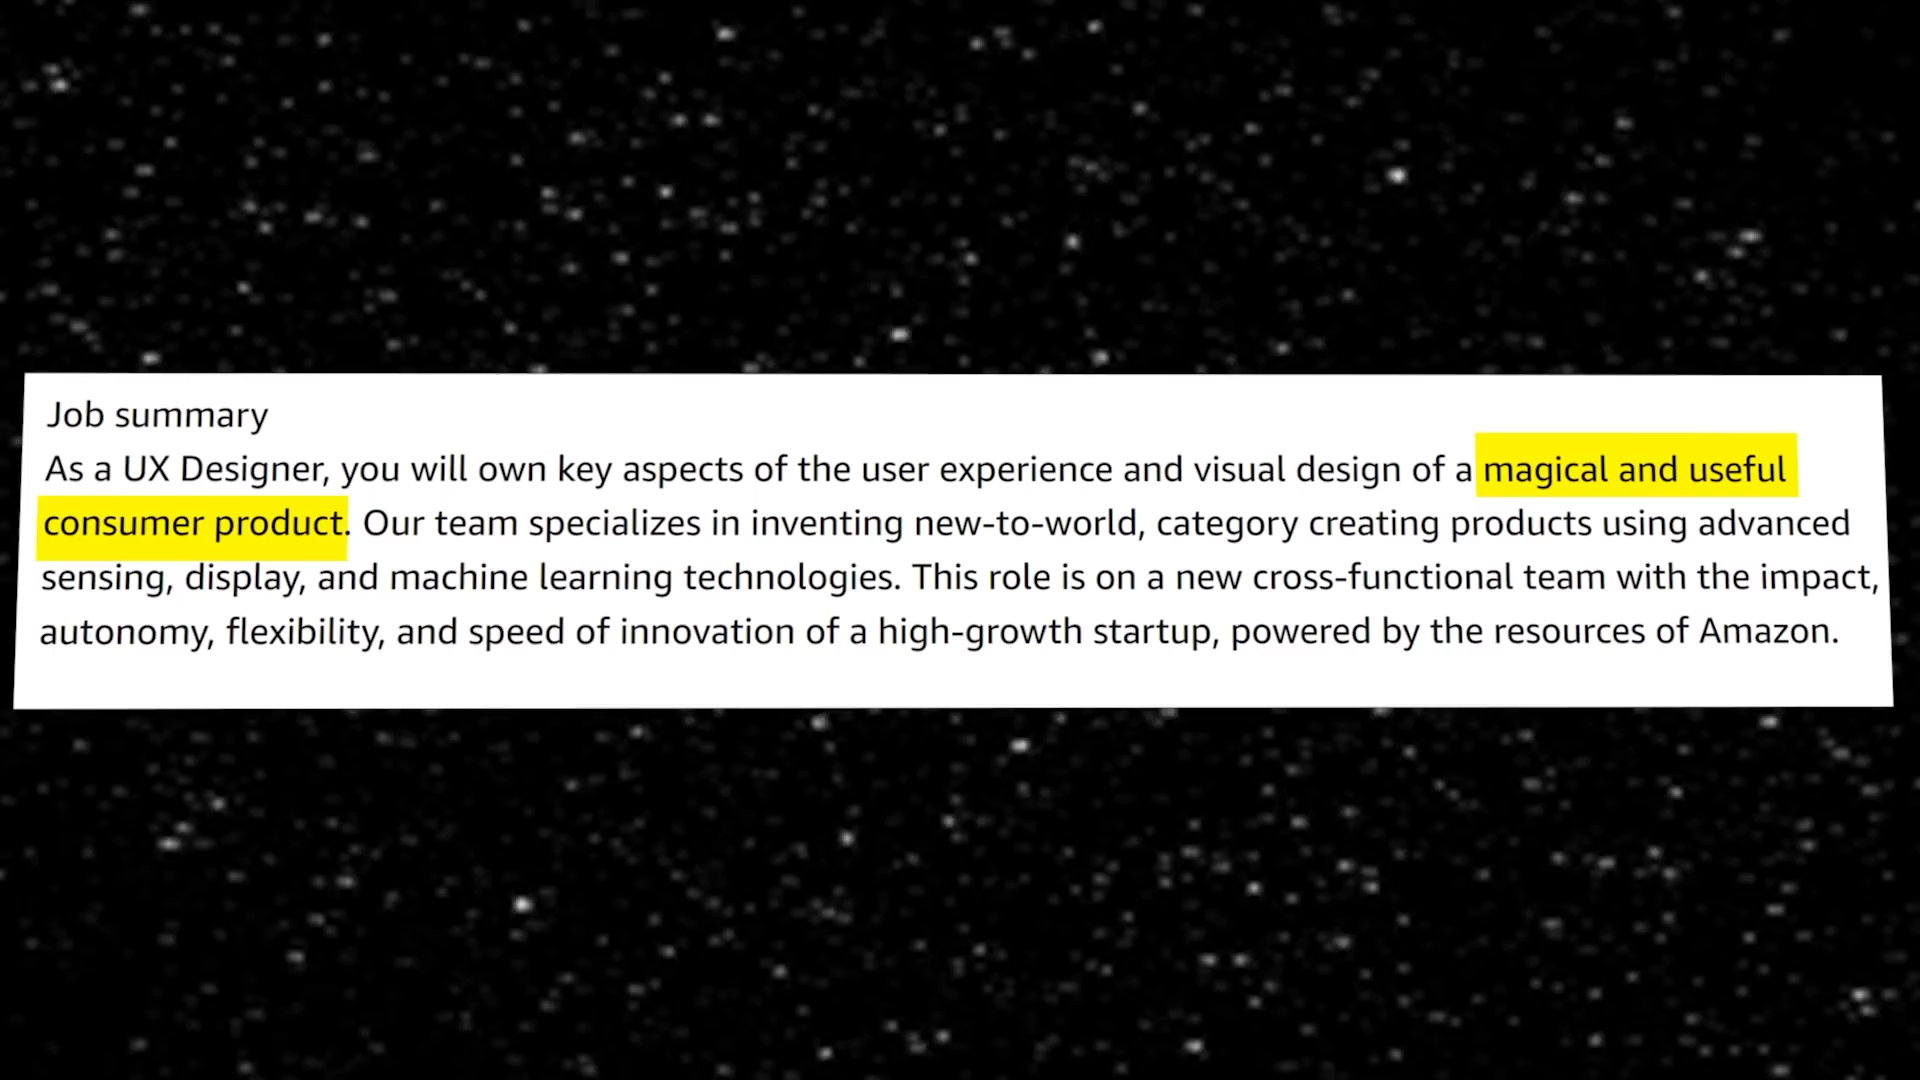 Job summary
As a UX Designer, you will own key aspects of the user experience and visual design of a magical and useful
consumer product. Our team specializes in inventing new-to-world, category creating products using advanced
sensing, display, and machine learning technologies. This role is on a new cross-functional team with the impact,
autonomy, flexibility, and speed of innovation of a high-growth startup, powered by the resources of Amazon.